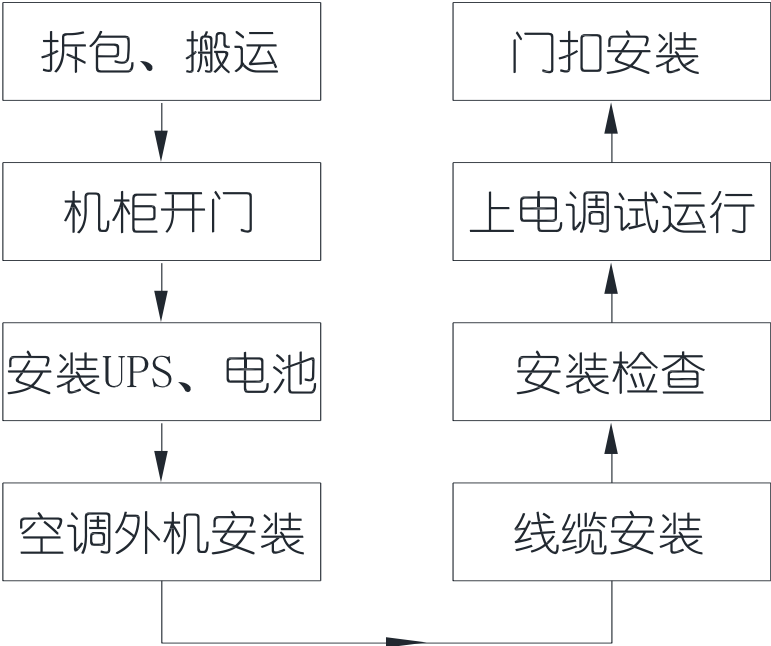 拆包、搬运
机柜开门
安装UPS、电池
空调外机安装
线缆安装
安装检查
上电调试运行
门扣安装